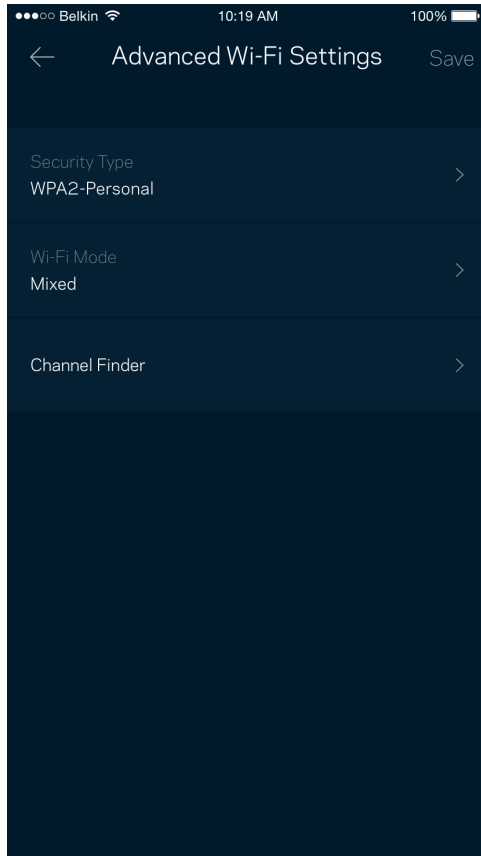 Belkin 10:19 AM 100%
Advanced Wi-Fi Settings Save
Security Type
WPA2-Personal
Wi-Fi Mode
Mixed
Channel Finder